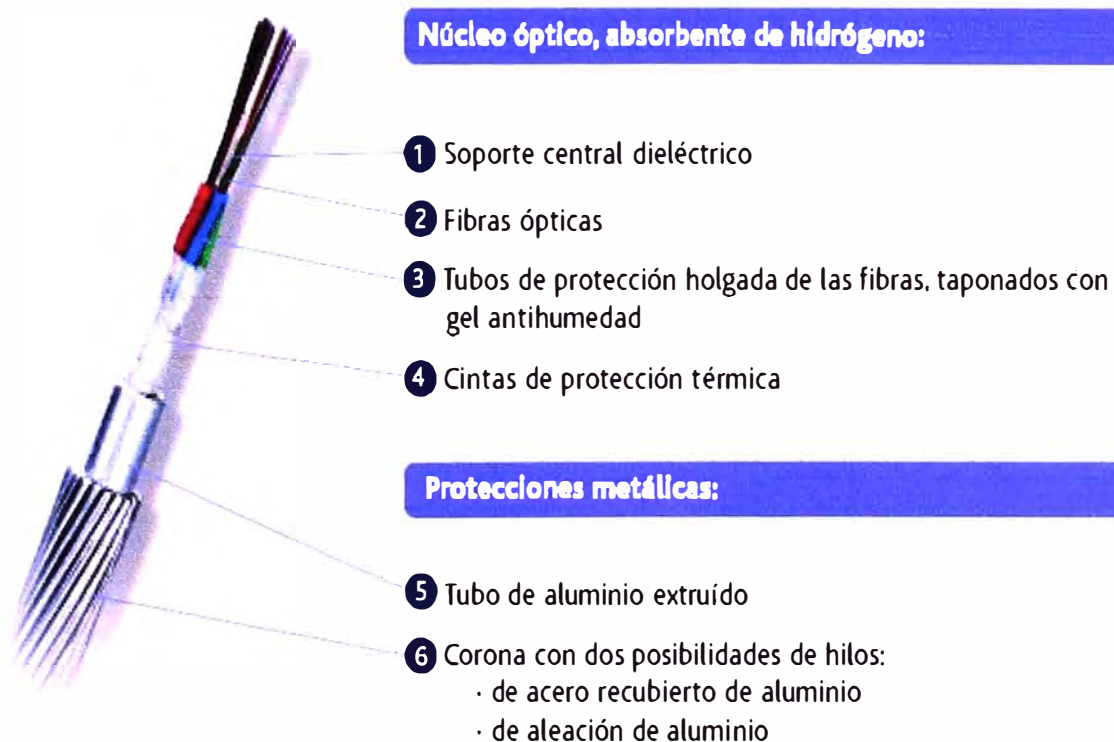 Núcleo óptico, absorbente de hidrógeno:
1 Soporte central dieléctrico
2 Fibras ópticas
3 Tubos de protección holgada de las fibras, taponados con
gel antihumedad
4 Cintas de protección térmica
Protecciones metálicas:
5 Tubo de aluminio extruído
6 Corona con dos posibilidades de hilos:
· de acero recubierto de aluminio
· de aleación de aluminio